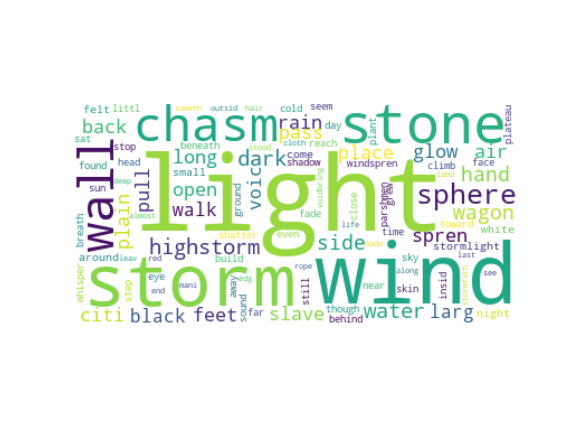 felt littl
someth outsid hair cold seem
chasm rain stone
back pass plateau
sat stop long dark place glow air
found head small voic come reach day plant
wall light
beneath shadow windspren climb face
sun pull open hand
deep walk ground cloth parshmen grew land sphere
breath plain almost stood time toward wagon
fade life white
highstorm shatter even side spren stormlight
around leav red build rope sky last
whisper eye storm wind
step end mani away edg still voidbring near along insid see
skin stormfath
citi black feet sound far slave though water larg night
behind close made